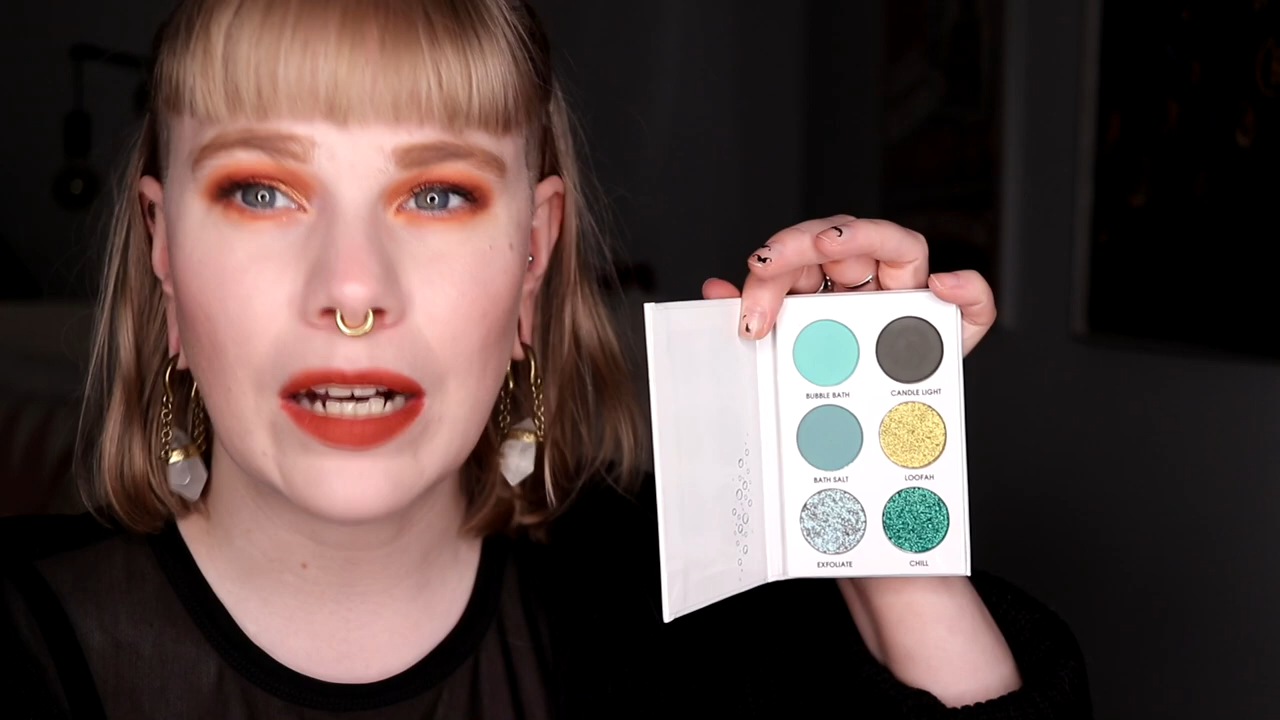 BUBBLE BATH
CANDLE LIGHT
BATH SALT
LOOFAH
EXFOLIATE
CHILL